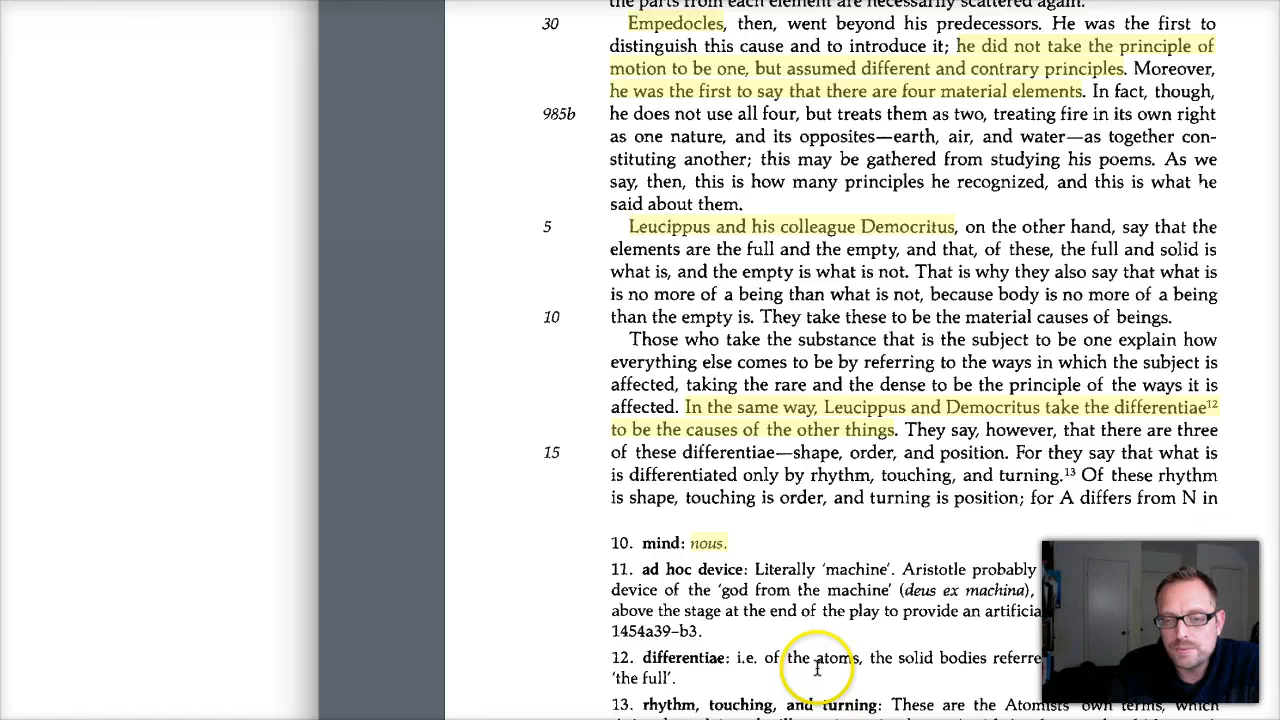 the parts from each element are necessarily scattered again.
30 Empedocles, then, went beyond his predecessors. He was the first to
distinguish this cause and to introduce it; he did not take the principle of
motion to be one, but assumed different and contrary principles. Moreover,
he was the first to say that there are four material elements. In fact, though,
985b he does not use all four, but treats them as two, treating fire in its own right
as one nature, and its opposites—earth, air, and water—as together con-
stituting another; this may be gathered from studying his poems. As we
say, then, this is how many principles he recognized, and this is what he
said about them.
5 Leucippus and his colleague Democritus, on the other hand, say that the
elements are the full and the empty, and that, of these, the full and solid is
what is, and the empty is what is not. That is why they also say that what is
is no more of a being than what is not, because body is no more of a being
10 than the empty is. They take these to be the material causes of beings.
Those who take the substance that is the subject to be one explain how
everything else comes to be by referring to the ways in which the subject is
affected, taking the rare and the dense to be the principle of the ways it is
affected. In the same way, Leucippus and Democritus take the differentiae¹²
to be the causes of the other things. They say, however, that there are three
15 of these differentiae—shape, order, and position. For they say that what is
is differentiated only by rhythm, touching, and turning.¹³ Of these rhythm
is shape, touching is order, and turning is position; for A differs from N in
10. mind: nous.
11. ad hoc device: Literally 'machine'. Aristotle probably
device of the 'god from the machine' (deus ex machina),
above the stage at the end of the play to provide an artificia
1454a39–b3.
12. differentiae: i.e. of the atoms, the solid bodies referre
'the full'.
13. rhythm, touching, and turning: These are the Atomists' own terms, which